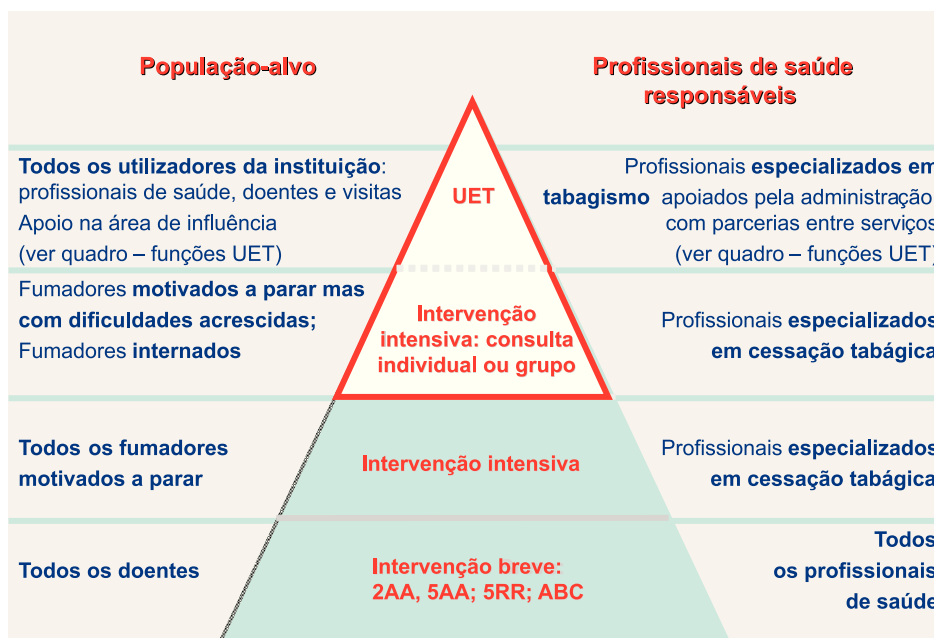 População-alvo
Profissionais de saúde
responsáveis
Todos os utilizadores da instituição:
profissionais de saúde, doentes e visitas
Apoio na área de influência
(ver quadro – funções UET)
UET
Profissionais especializados em
tabagismo apoiados pela administração
com parcerias entre serviços
(ver quadro – funções UET)
Fumadores motivados a parar mas
com dificuldades acrescidas;
Fumadores internados
Intervenção
intensiva: consulta
individual ou grupo
Profissionais especializados
em cessação tabágica
Todos os fumadores
motivados a parar
Intervenção intensiva
Profissionais especializados
em cessação tabágica
Todos os doentes
Intervenção breve:
2AA, 5AA; 5RR; ABC
Todos
os profissionais
de saúde